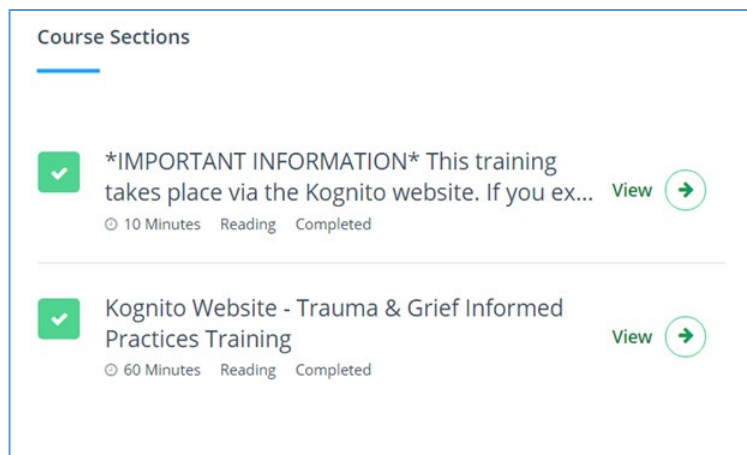 Course Sections
*IMPORTANT INFORMATION* This training
takes place via the Kognito website. If you ex...
View
10 Minutes Reading Completed
Kognito Website - Trauma & Grief Informed
Practices Training
View
60 Minutes Reading Completed